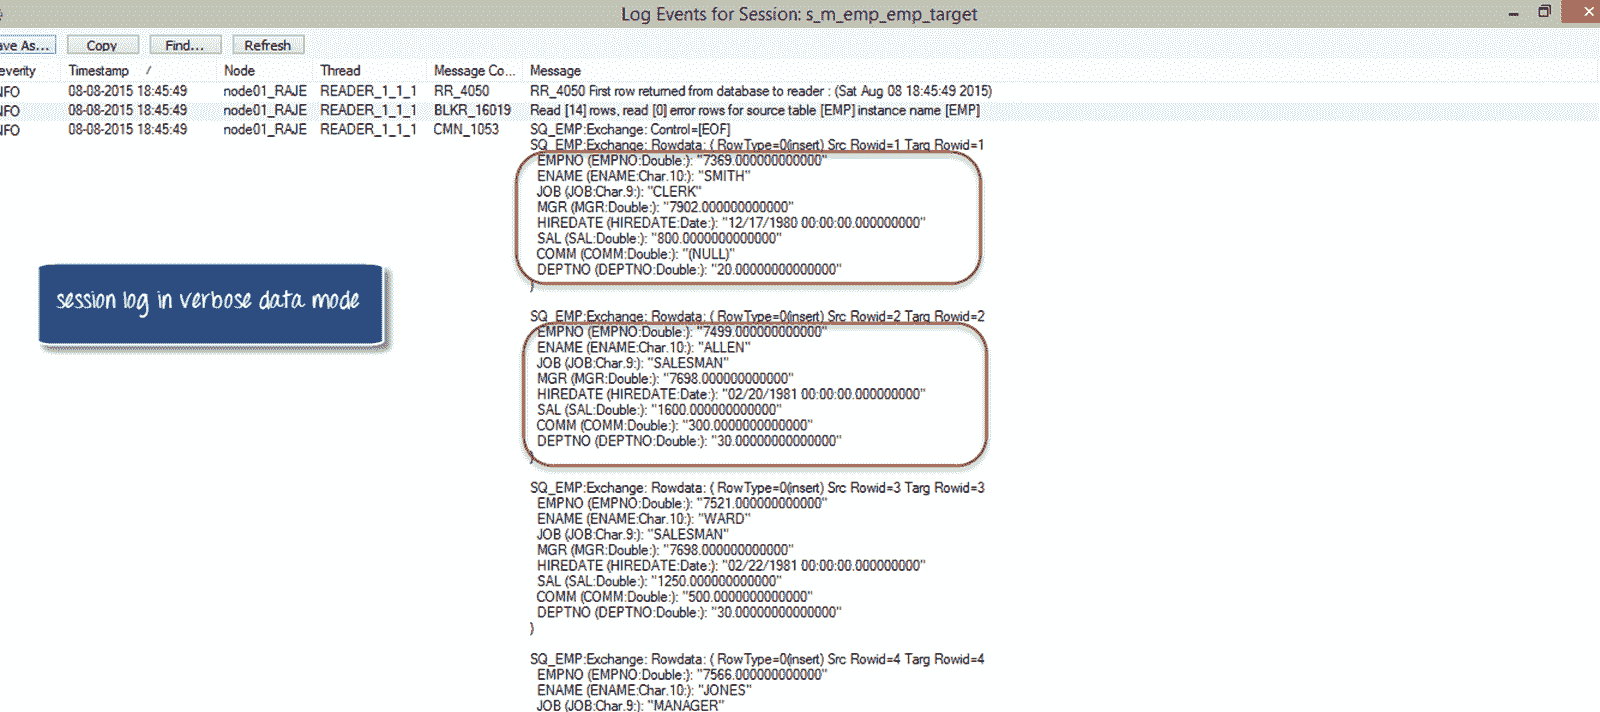 Log Events for Session: s_m_emp_emp_target
ave As... Copy Find... Refresh
everity Timestamp / Node Thread Message Co... Message
NFO 08-08-2015 18:45:49 node01_RAJE READER_1_1_1 RR_4050 RR_4050 First row returned from database to reader : (Sat Aug 08 18:45:49 2015)
NFO 08-08-2015 18:45:49 node01_RAJE READER_1_1_1 BLKR_16019 Read [14] rows, read [0] error rows for source table [EMP] instance name [EMP]
NFO 08-08-2015 18:45:49 node01_RAJE READER_1_1_1 CMN_1053 SQ_EMP:Exchange: Control=[EOF]
SQ_EMP:Exchange: Rowdata: ( RowType=0(insert) Src Rowid=1 Targ Rowid=1
EMPNO (EMPNO:Double:): "7369.000000000000"
ENAME (ENAME:Char.10:): "SMITH"
JOB (JOB:Char.9:): "CLERK"
MGR (MGR:Double:): "7902.000000000000"
HIREDATE (HIREDATE:Date:): "12/17/1980 00:00:00.000000000"
SAL (SAL:Double:): "800.0000000000000"
COMM (COMM:Double:): "(NULL)"
DEPTNO (DEPTNO:Double:): "20.00000000000000"
)
session log in verbose data mode
SQ_EMP:Exchange: Rowdata: ( RowType=0(insert) Src Rowid=2 Targ Rowid=2
EMPNO (EMPNO:Double:): "7499.000000000000"
ENAME (ENAME:Char.10:): "ALLEN"
JOB (JOB:Char.9:): "SALESMAN"
MGR (MGR:Double:): "7698.000000000000"
HIREDATE (HIREDATE:Date:): "02/20/1981 00:00:00.000000000"
SAL (SAL:Double:): "1600.000000000000"
COMM (COMM:Double:): "300.0000000000000"
DEPTNO (DEPTNO:Double:): "30.00000000000000"
)
SQ_EMP:Exchange: Rowdata: ( RowType=0(insert) Src Rowid=3 Targ Rowid=3
EMPNO (EMPNO:Double:): "7521.000000000000"
ENAME (ENAME:Char.10:): "WARD"
JOB (JOB:Char.9:): "SALESMAN"
MGR (MGR:Double:): "7698.000000000000"
HIREDATE (HIREDATE:Date:): "02/22/1981 00:00:00.000000000"
SAL (SAL:Double:): "1250.000000000000"
COMM (COMM:Double:): "500.0000000000000"
DEPTNO (DEPTNO:Double:): "30.00000000000000"
)
SQ_EMP:Exchange: Rowdata: ( RowType=0(insert) Src Rowid=4 Targ Rowid=4
EMPNO (EMPNO:Double:): "7566.000000000000"
ENAME (ENAME:Char.10:): "JONES"
JOB (JOB:Char.9:): "MANAGER"